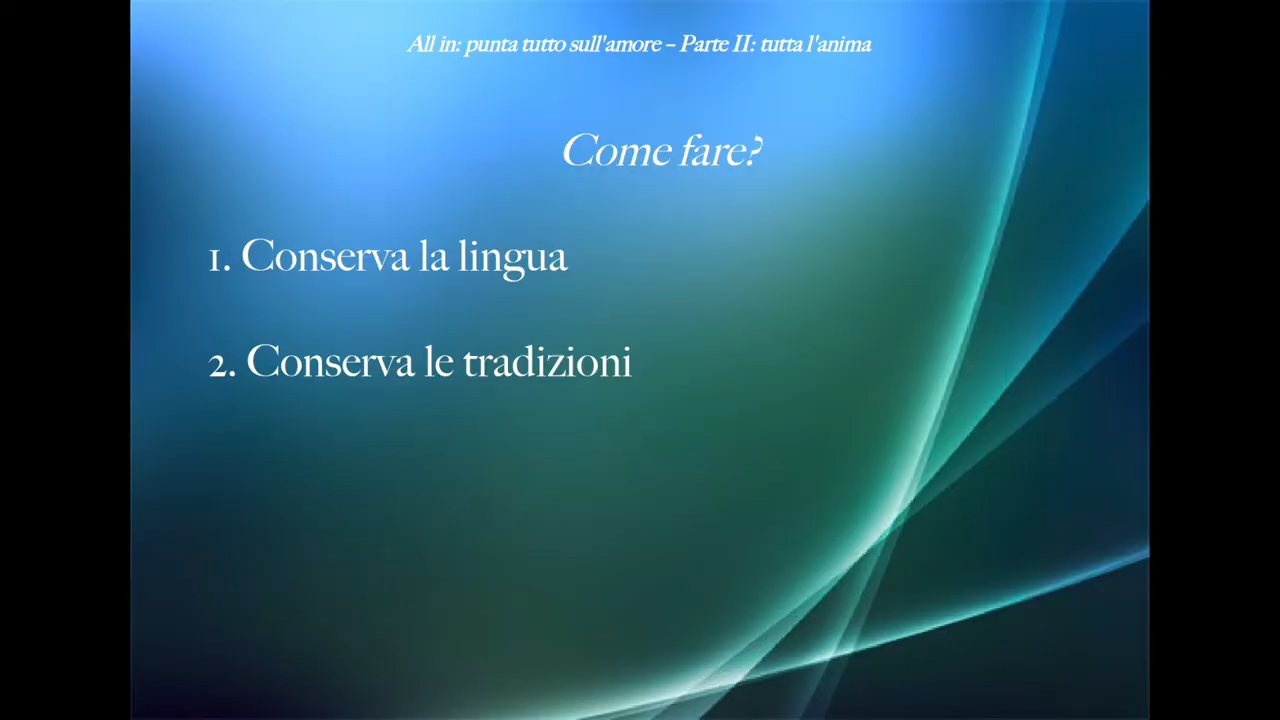 All in: punta tutto sull'amore – Parte II: tutta l'anima
Come fare?
1. Conserva la lingua
2. Conserva le tradizioni